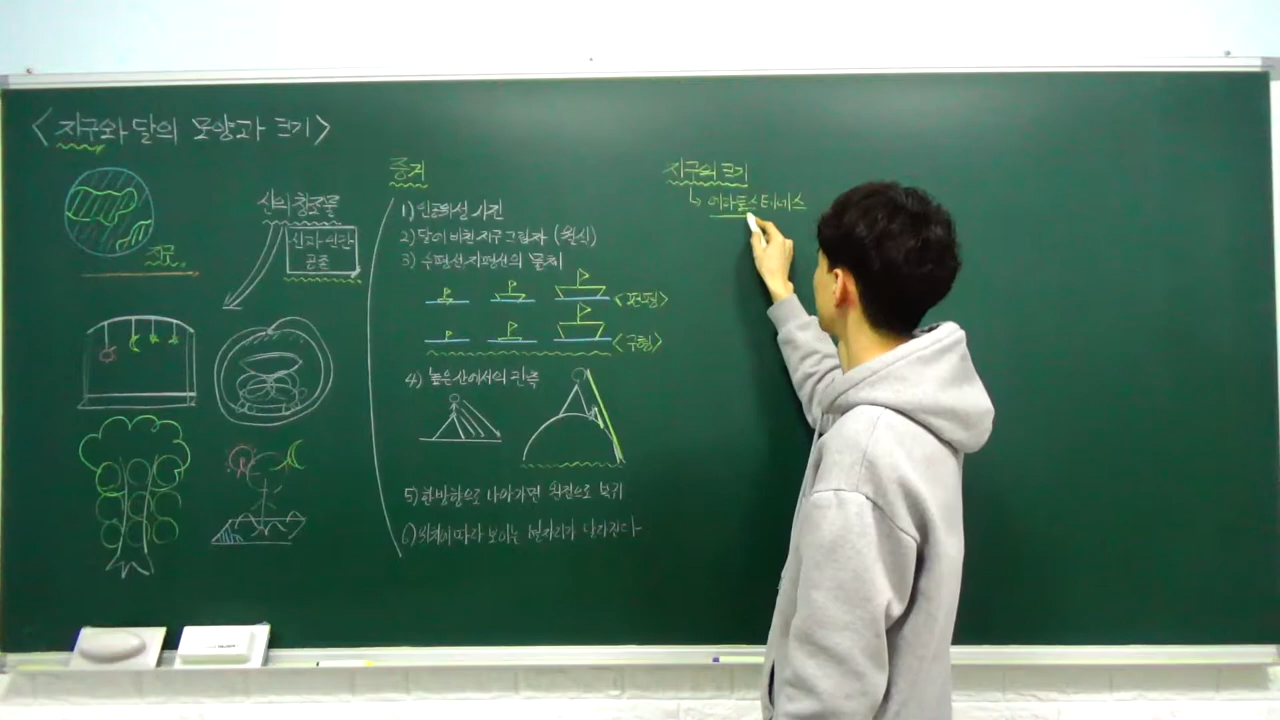 <지구와 달의 모양과 크기>
지구
신의 창조물
신과 인간
공존
증거
1) 인공위성 사진
2) 달에 비친 지구 그림자 (월식)
3) 수평선, 지평선의 물체
<편평>
<구형>
4) 높은 산에서의 관측
5) 한 방향으로 나아가면 원점으로 복귀
6) 위치에 따라 보이는 별자리가 달라진다
지구의 크기
↳ 에라토스테네스